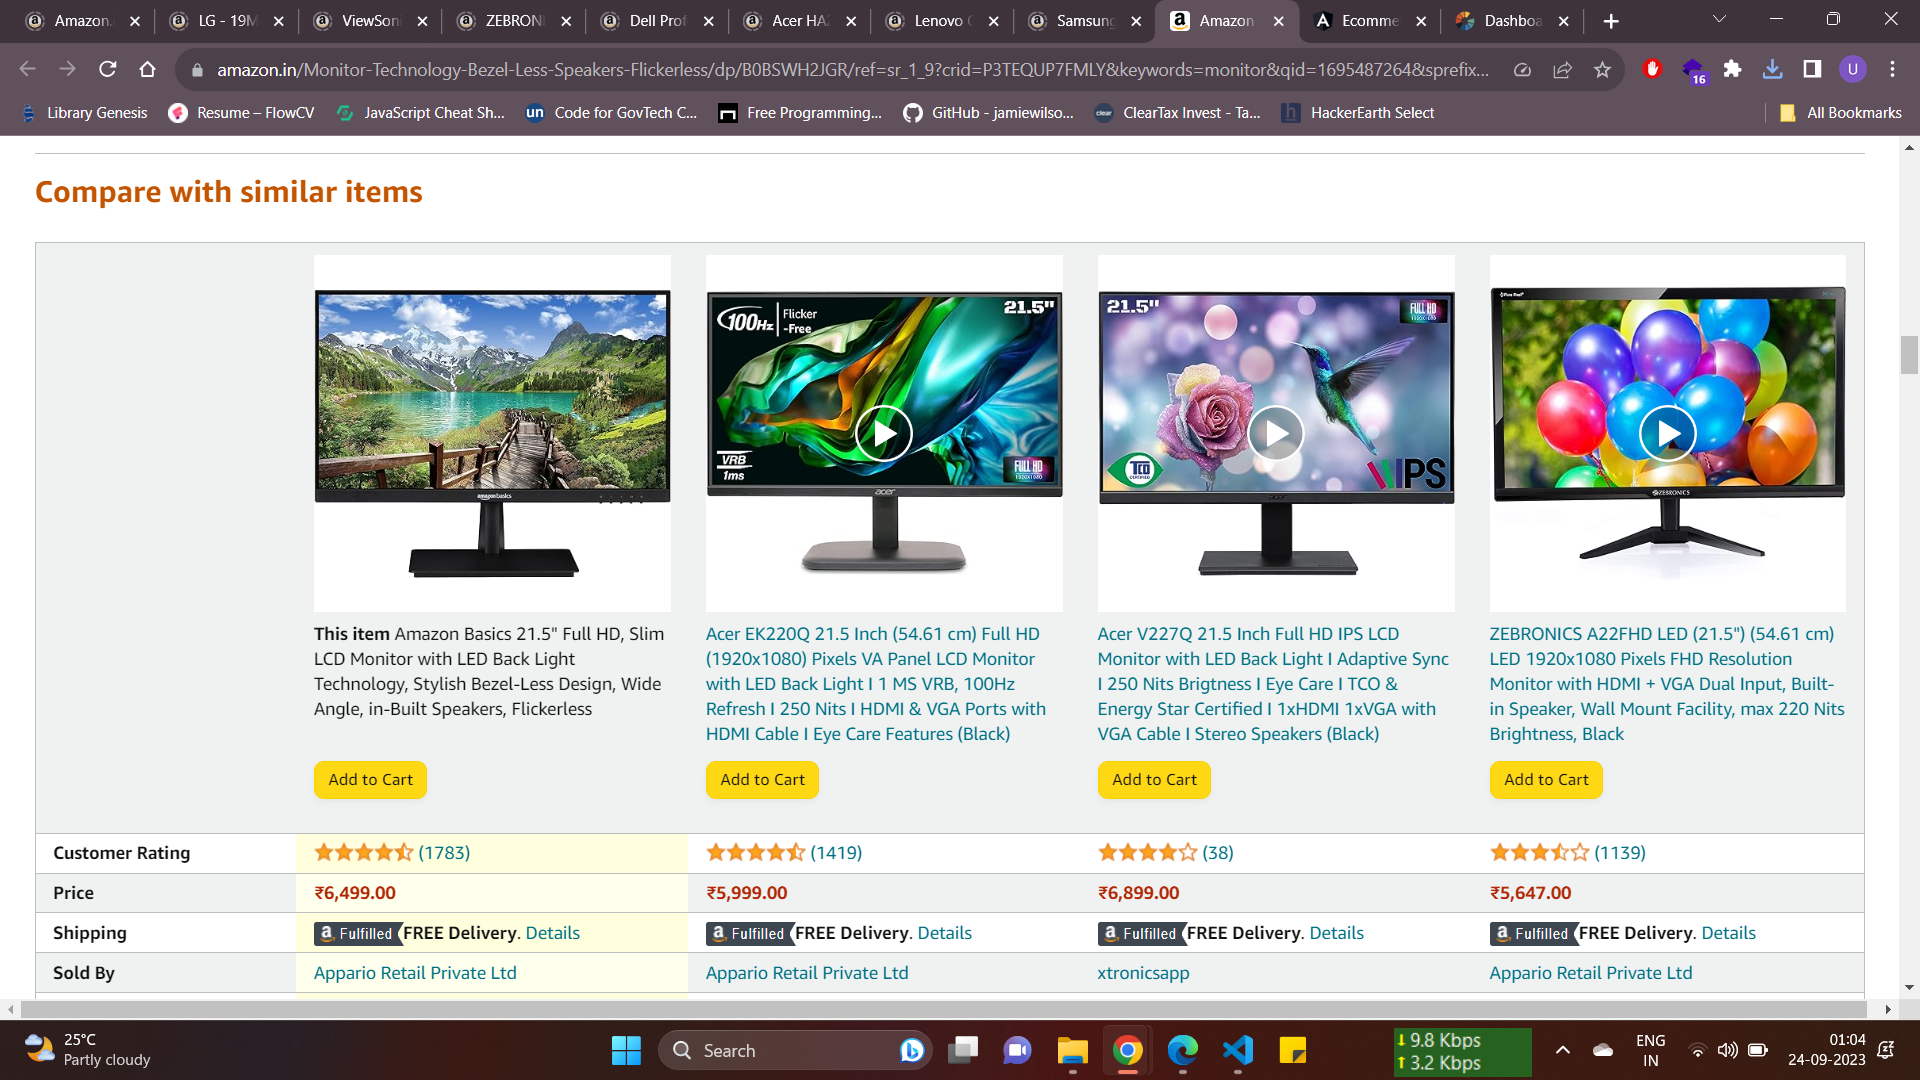 Amazon.
LG - 19M
ViewSoni
ZEBRONI
Dell Prof
Acer HA2
Lenovo
Samsung
Amazon
Ecomme
Dashboa
amazon.in/Monitor-Technology-Bezel-Less-Speakers-Flickerless/dp/B0BSWH2JGR/ref=sr_1_9?crid=P3TEQUP7FMLY&keywords=monitor&qid=1695487264&sprefix...
16
U
Library Genesis
Resume – FlowCV
JavaScript Cheat Sh...
un Code for GovTech C...
Free Programming...
GitHub - jamiewilso...
clear ClearTax Invest - Ta...
h HackerEarth Select
All Bookmarks
Compare with similar items
amazonbasics
100Hz Flicker-Free
21.5"
VRB
1ms
FULL HD
1920X1080
acer
21.5"
FULL HD
1920X1080
TCO
CERTIFIED
IPS
ZEBRONICS
This item Amazon Basics 21.5" Full HD, Slim
LCD Monitor with LED Back Light
Technology, Stylish Bezel-Less Design, Wide
Angle, in-Built Speakers, Flickerless
Acer EK220Q 21.5 Inch (54.61 cm) Full HD
(1920x1080) Pixels VA Panel LCD Monitor
with LED Back Light I 1 MS VRB, 100Hz
Refresh I 250 Nits I HDMI & VGA Ports with
HDMI Cable I Eye Care Features (Black)
Acer V227Q 21.5 Inch Full HD IPS LCD
Monitor with LED Back Light I Adaptive Sync
I 250 Nits Brigtness I Eye Care I TCO &
Energy Star Certified I 1xHDMI 1xVGA with
VGA Cable I Stereo Speakers (Black)
ZEBRONICS A22FHD LED (21.5") (54.61 cm)
LED 1920x1080 Pixels FHD Resolution
Monitor with HDMI + VGA Dual Input, Built-
in Speaker, Wall Mount Facility, max 220 Nits
Brightness, Black
Add to Cart
Add to Cart
Add to Cart
Add to Cart
Customer Rating (1783) (1419) (38) (1139)
Price ₹6,499.00 ₹5,999.00 ₹6,899.00 ₹5,647.00
Shipping a Fulfilled FREE Delivery. Details a Fulfilled FREE Delivery. Details a Fulfilled FREE Delivery. Details a Fulfilled FREE Delivery. Details
Sold By Appario Retail Private Ltd Appario Retail Private Ltd xtronicsapp Appario Retail Private Ltd
25°C
Partly cloudy
Search
9.8 Kbps
3.2 Kbps
ENG
IN
01:04
24-09-2023